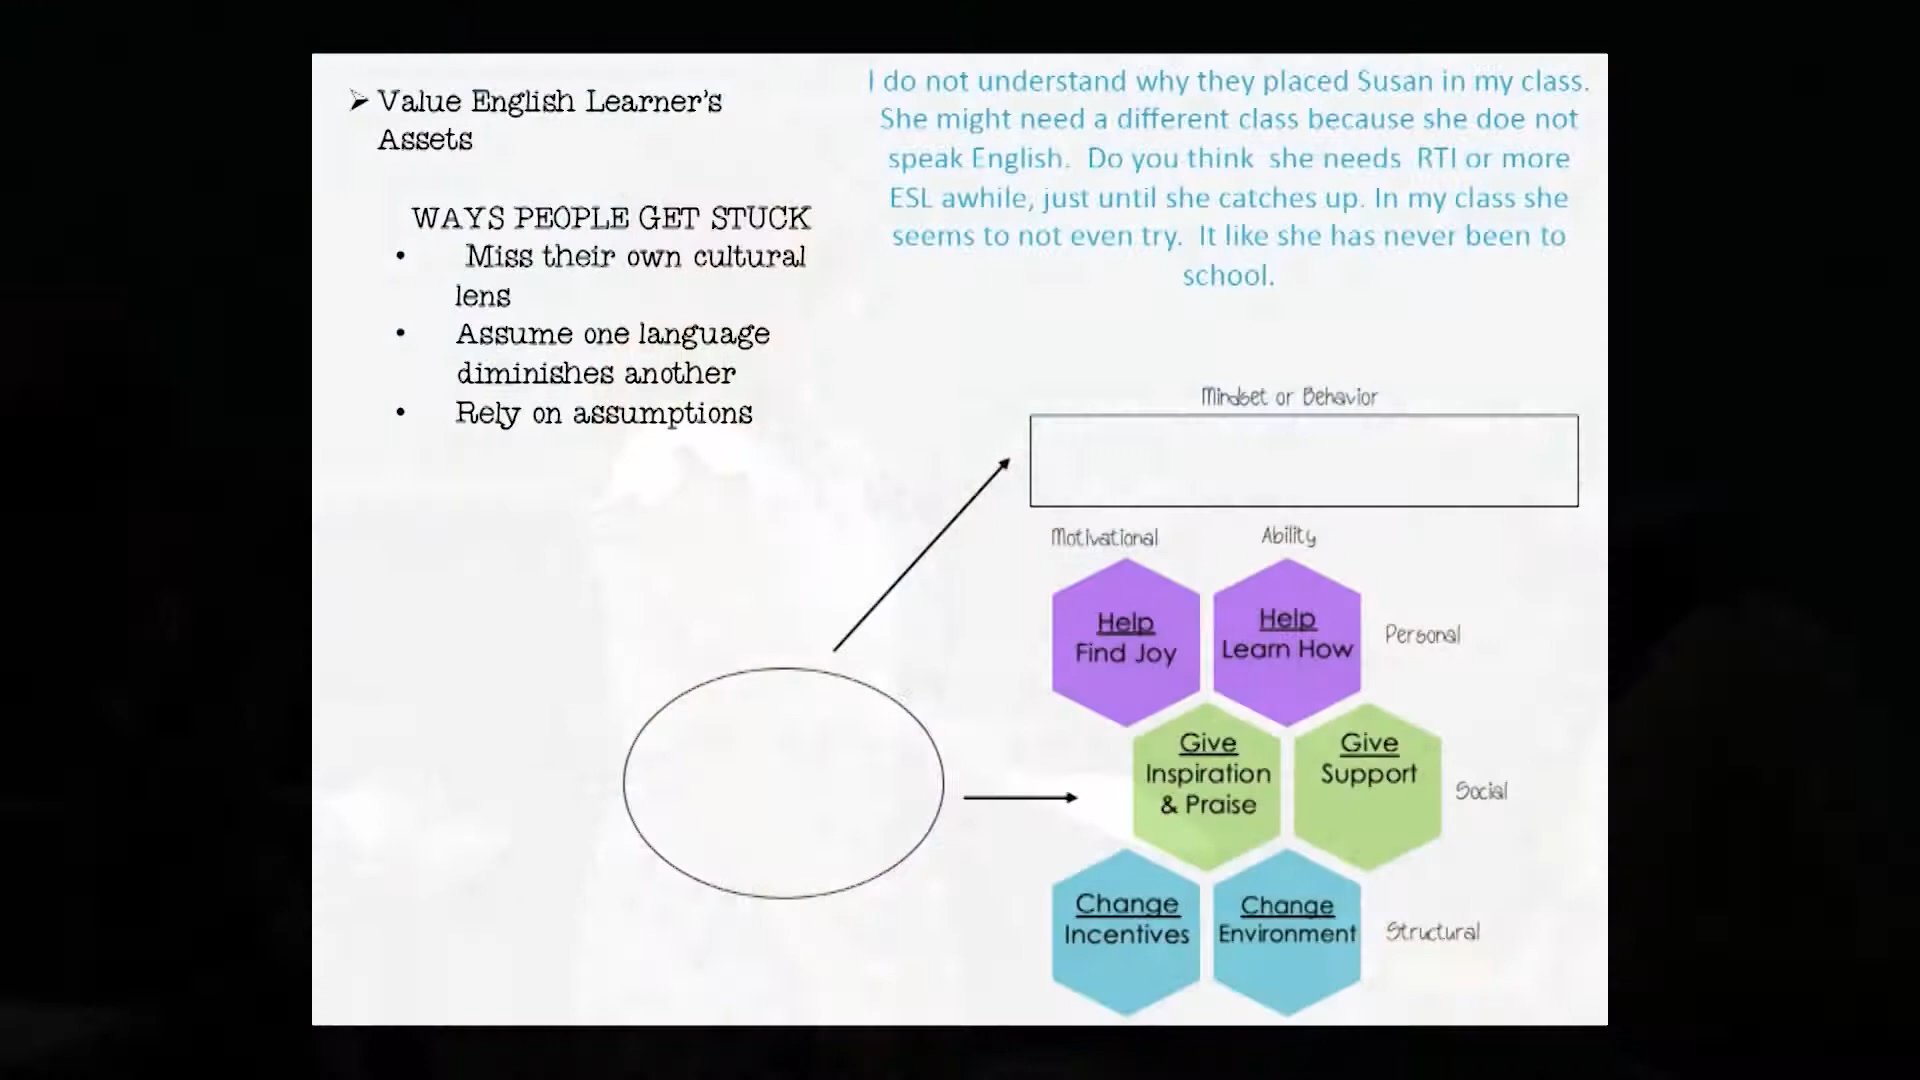 ➢ Value English Learner's
Assets
WAYS PEOPLE GET STUCK
• Miss their own cultural
lens
• Assume one language
diminishes another
• Rely on assumptions
I do not understand why they placed Susan in my class.
She might need a different class because she doe not
speak English. Do you think she needs RTI or more
ESL awhile, just until she catches up. In my class she
seems to not even try. It like she has never been to
school.
Mindset or Behavior
Motivational
Ability
Help
Find Joy
Help
Learn How
Personal
Give
Inspiration
& Praise
Give
Support
Social
Change
Incentives
Change
Environment
Structural